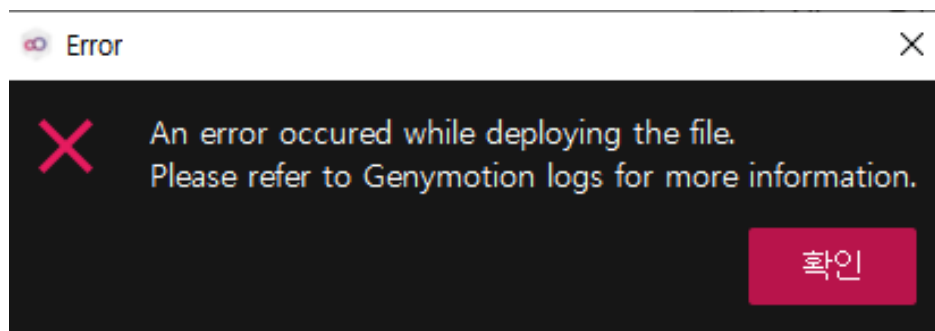 Error
An error occured while deploying the file.
Please refer to Genymotion logs for more information.
확인